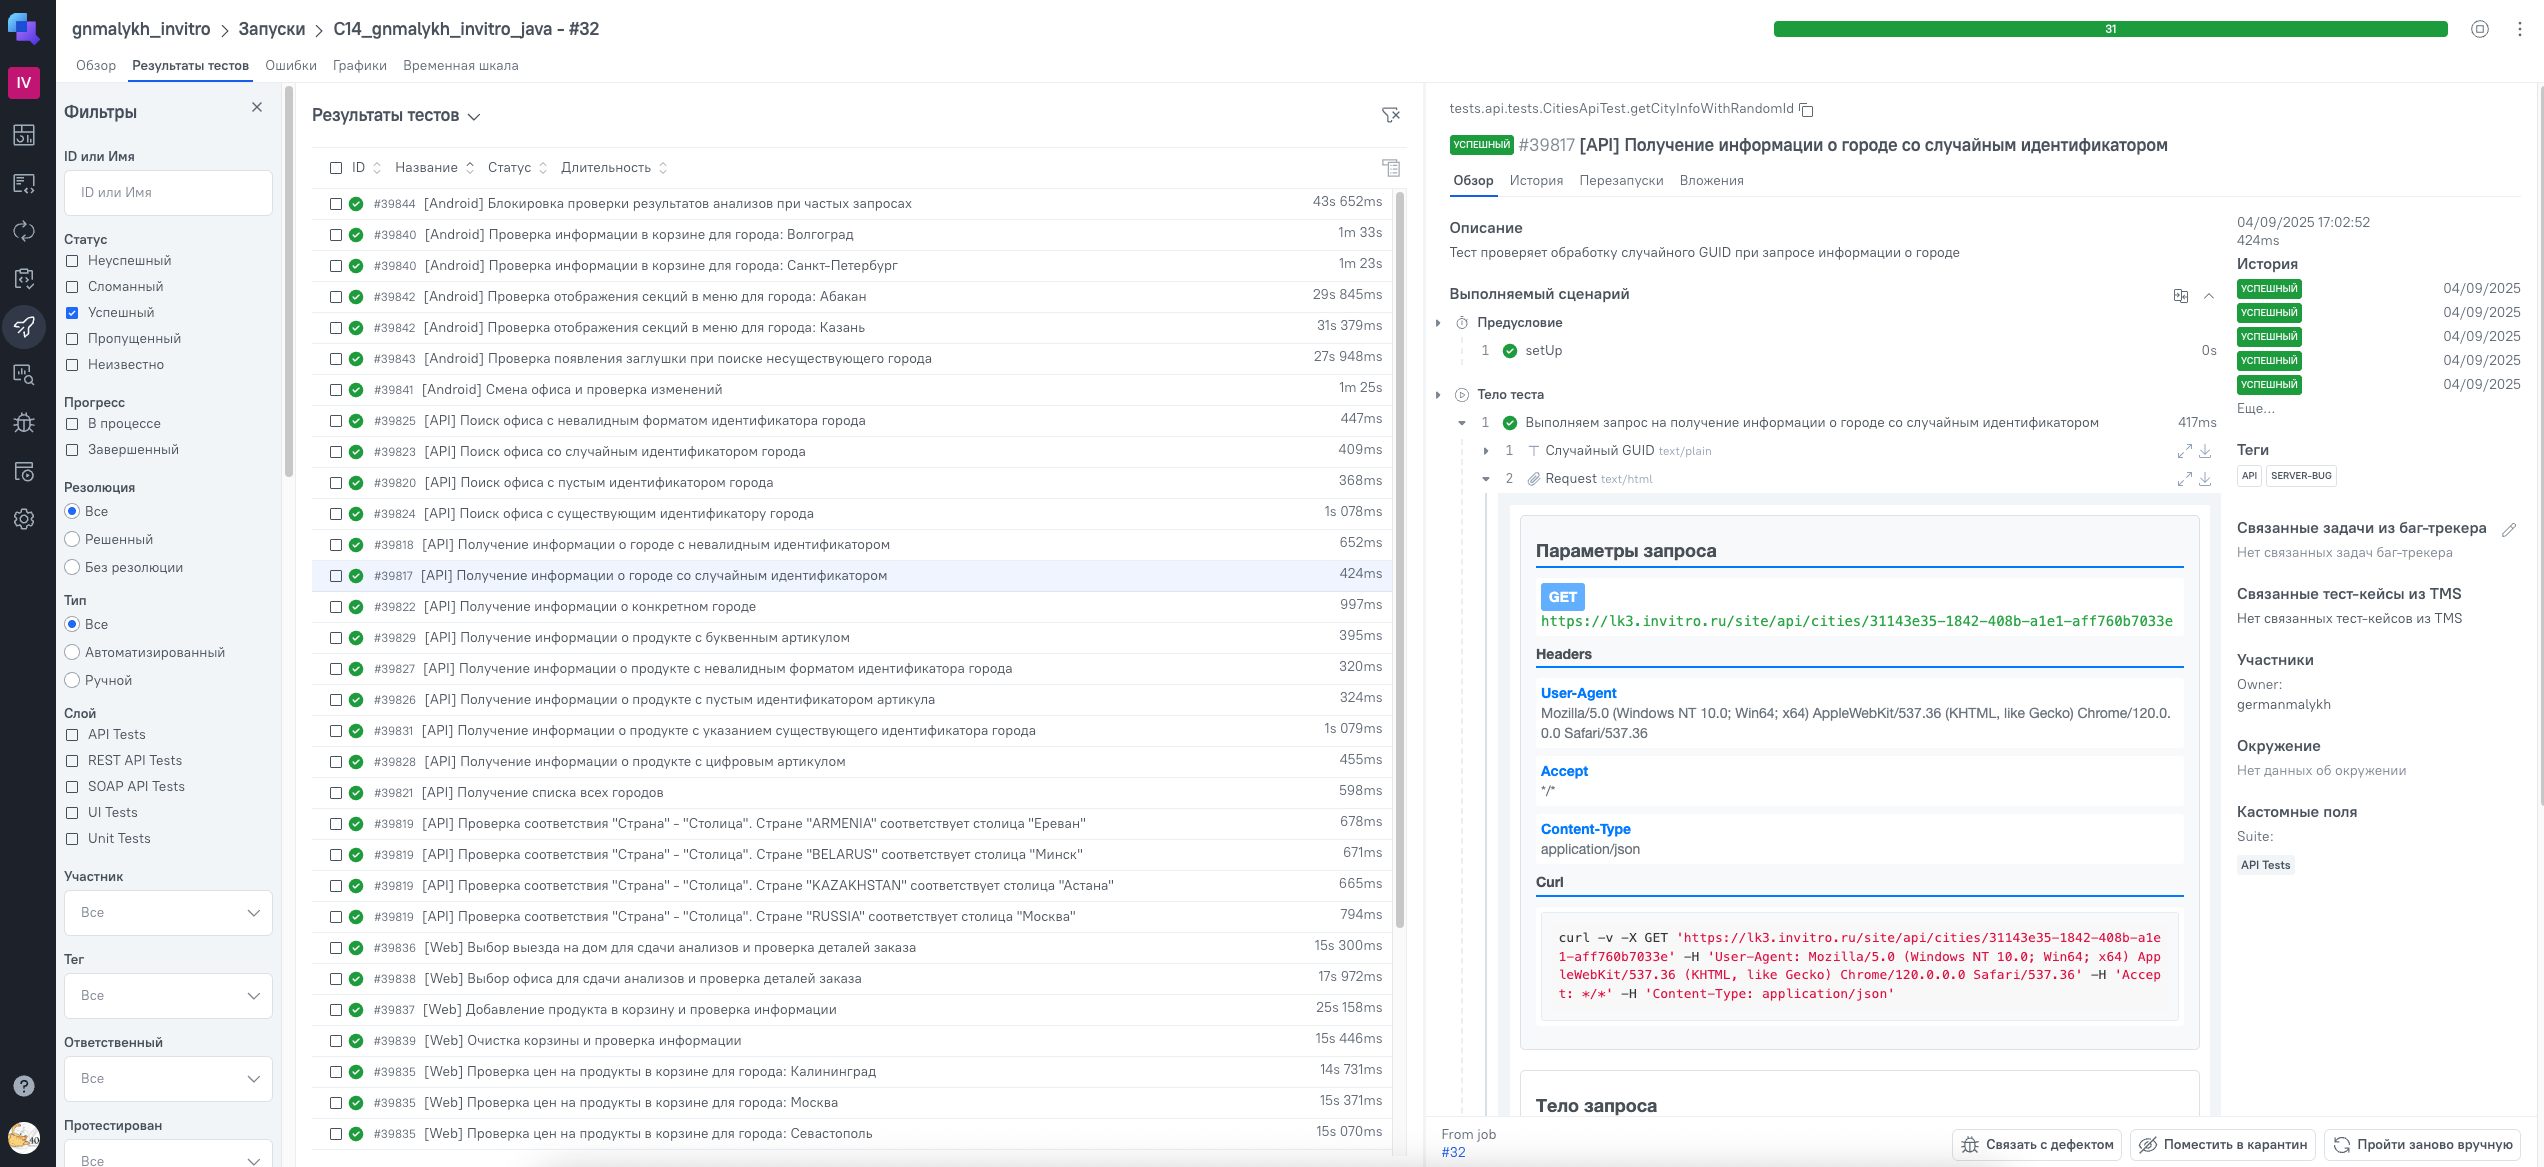 gnmalykh_invitro > Запуски > C14_gnmalykh_invitro_java - #32
31
IV
Обзор Результаты тестов Ошибки Графики Временная шкала
Фильтры
ID или Имя
ID или Имя
Статус
Неуспешный
Сломанный
Успешный
Пропущенный
Неизвестно
Прогресс
В процессе
Завершенный
Резолюция
Все
Решенный
Без резолюции
Тип
Все
Автоматизированный
Ручной
Слой
API Tests
REST API Tests
SOAP API Tests
UI Tests
Unit Tests
Участник
Все
Тег
Все
Ответственный
Все
Протестирован
Все
Результаты тестов
ID Название Статус Длительность
#39844 [Android] Блокировка проверки результатов анализов при частых запросах 43s 652ms
#39840 [Android] Проверка информации в корзине для города: Волгоград 1m 33s
#39840 [Android] Проверка информации в корзине для города: Санкт-Петербург 1m 23s
#39842 [Android] Проверка отображения секций в меню для города: Абакан 29s 845ms
#39842 [Android] Проверка отображения секций в меню для города: Казань 31s 379ms
#39843 [Android] Проверка появления заглушки при поиске несуществующего города 27s 948ms
#39841 [Android] Смена офиса и проверка изменений 1m 25s
#39825 [API] Поиск офиса с невалидным форматом идентификатора города 447ms
#39823 [API] Поиск офиса со случайным идентификатором города 409ms
#39820 [API] Поиск офиса с пустым идентификатором города 368ms
#39824 [API] Поиск офиса с существующим идентификатору города 1s 078ms
#39818 [API] Получение информации о городе с невалидным идентификатором 652ms
#39817 [API] Получение информации о городе со случайным идентификатором 424ms
#39822 [API] Получение информации о конкретном городе 997ms
#39829 [API] Получение информации о продукте с буквенным артикулом 395ms
#39827 [API] Получение информации о продукте с невалидным форматом идентификатора города 320ms
#39826 [API] Получение информации о продукте с пустым идентификатором артикула 324ms
#39831 [API] Получение информации о продукте с указанием существующего идентификатора города 1s 079ms
#39828 [API] Получение информации о продукте с цифровым артикулом 455ms
#39821 [API] Получение списка всех городов 598ms
#39819 [API] Проверка соответствия "Страна" - "Столица". Стране "ARMENIA" соответствует столица "Ереван" 678ms
#39819 [API] Проверка соответствия "Страна" - "Столица". Стране "BELARUS" соответствует столица "Минск" 671ms
#39819 [API] Проверка соответствия "Страна" - "Столица". Стране "KAZAKHSTAN" соответствует столица "Астана" 665ms
#39819 [API] Проверка соответствия "Страна" - "Столица". Стране "RUSSIA" соответствует столица "Москва" 794ms
#39836 [Web] Выбор выезда на дом для сдачи анализов и проверка деталей заказа 15s 300ms
#39838 [Web] Выбор офиса для сдачи анализов и проверка деталей заказа 17s 972ms
#39837 [Web] Добавление продукта в корзину и проверка информации 25s 158ms
#39839 [Web] Очистка корзины и проверка информации 15s 446ms
#39835 [Web] Проверка цен на продукты в корзине для города: Калининград 14s 731ms
#39835 [Web] Проверка цен на продукты в корзине для города: Москва 15s 371ms
#39835 [Web] Проверка цен на продукты в корзине для города: Севастополь 15s 070ms
tests.api.tests.CitiesApiTest.getCityInfoWithRandomId
УСПЕШНЫЙ #39817 [API] Получение информации о городе со случайным идентификатором
Обзор История Перезапуски Вложения
Описание
Тест проверяет обработку случайного GUID при запросе информации о городе
Выполняемый сценарий
Предусловие
1 setUp 0s
Тело теста
1 Выполняем запрос на получение информации о городе со случайным идентификатором 417ms
1 Случайный GUID text/plain
2 Request text/html
Параметры запроса
GET
https://lk3.invitro.ru/site/api/cities/31143e35-1842-408b-a1e1-aff760b7033e
Headers
User-Agent
Mozilla/5.0 (Windows NT 10.0; Win64; x64) AppleWebKit/537.36 (KHTML, like Gecko) Chrome/120.0.
0.0 Safari/537.36
Accept
*/*
Content-Type
application/json
Curl
curl -v -X GET 'https://lk3.invitro.ru/site/api/cities/31143e35-1842-408b-a1e
1-aff760b7033e' -H 'User-Agent: Mozilla/5.0 (Windows NT 10.0; Win64; x64) App
leWebKit/537.36 (KHTML, like Gecko) Chrome/120.0.0.0 Safari/537.36' -H 'Accep
t: */*' -H 'Content-Type: application/json'
Тело запроса
04/09/2025 17:02:52
424ms
История
УСПЕШНЫЙ 04/09/2025
УСПЕШНЫЙ 04/09/2025
УСПЕШНЫЙ 04/09/2025
УСПЕШНЫЙ 04/09/2025
УСПЕШНЫЙ 04/09/2025
Еще...
Теги
API SERVER-BUG
Связанные задачи из баг-трекера
Нет связанных задач баг-трекера
Связанные тест-кейсы из TMS
Нет связанных тест-кейсов из TMS
Участники
Owner:
germanmalykh
Окружение
Нет данных об окружении
Кастомные поля
Suite:
API Tests
From job
#32
Связать с дефектом Поместить в карантин Пройти заново вручную